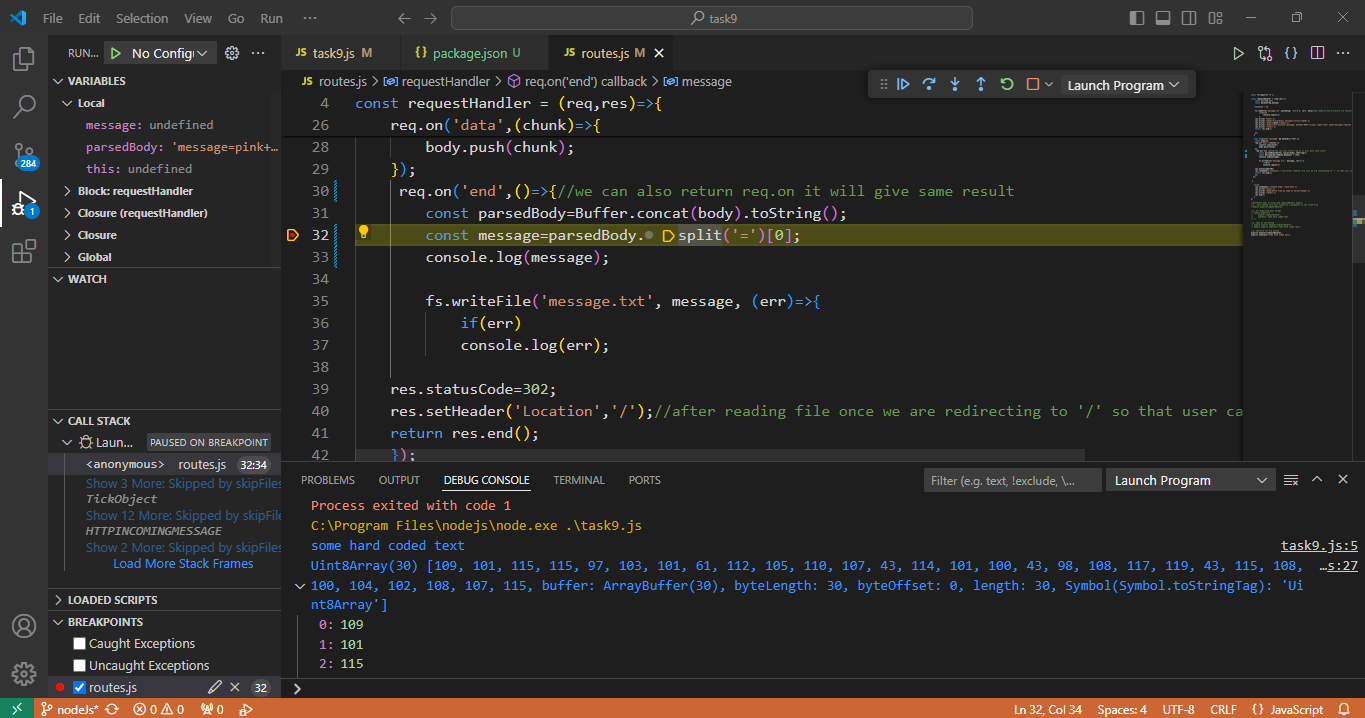 File Edit Selection View Go Run ··· task9
RUN... No Config
task9.js M
package.json U
routes.js M
routes.js > requestHandler > req.on('end') callback > message
Launch Program
VARIABLES
Local
message: undefined
parsedBody: 'message=pink+…
this: undefined
Block: requestHandler
Closure (requestHandler)
Closure
Global
WATCH
CALL STACK
Laun... PAUSED ON BREAKPOINT
<anonymous> routes.js 32:34
Show 3 More: Skipped by skipFiles
TickObject
Show 12 More: Skipped by skipFile
HTTPINCOMINGMESSAGE
Show 2 More: Skipped by skipFiles
Load More Stack Frames
LOADED SCRIPTS
BREAKPOINTS
Caught Exceptions
Uncaught Exceptions
routes.js 32
284
1
4 const requestHandler = (req,res)=>{
26 req.on('data',(chunk)=>{
28 body.push(chunk);
29 });
30 req.on('end',()=>{//we can also return req.on it will give same result
31 const parsedBody=Buffer.concat(body).toString();
32 const message=parsedBody.split('=')[0];
33 console.log(message);
34
35 fs.writeFile('message.txt', message, (err)=>{
36 if(err)
37 console.log(err);
38
39 res.statusCode=302;
40 res.setHeader('Location','/');//after reading file once we are redirecting to '/' so that user ca
41 return res.end();
42 });
PROBLEMS OUTPUT DEBUG CONSOLE TERMINAL PORTS
Filter (e.g. text, !exclude, \...
Launch Program
Process exited with code 1
C:\Program Files\nodejs\node.exe .\task9.js
some hard coded text task9.js:5
Uint8Array(30) [109, 101, 115, 115, 97, 103, 101, 61, 112, 105, 110, 107, 43, 114, 101, 100, 43, 98, 108, 117, 119, 43, 115, 108, …s:27
100, 104, 102, 108, 107, 115, buffer: ArrayBuffer(30), byteLength: 30, byteOffset: 0, length: 30, Symbol(Symbol.toStringTag): 'Ui
nt8Array']
0: 109
1: 101
2: 115
nodeJs* 0 0 0
Ln 32, Col 34 Spaces: 4 UTF-8 CRLF {} JavaScript